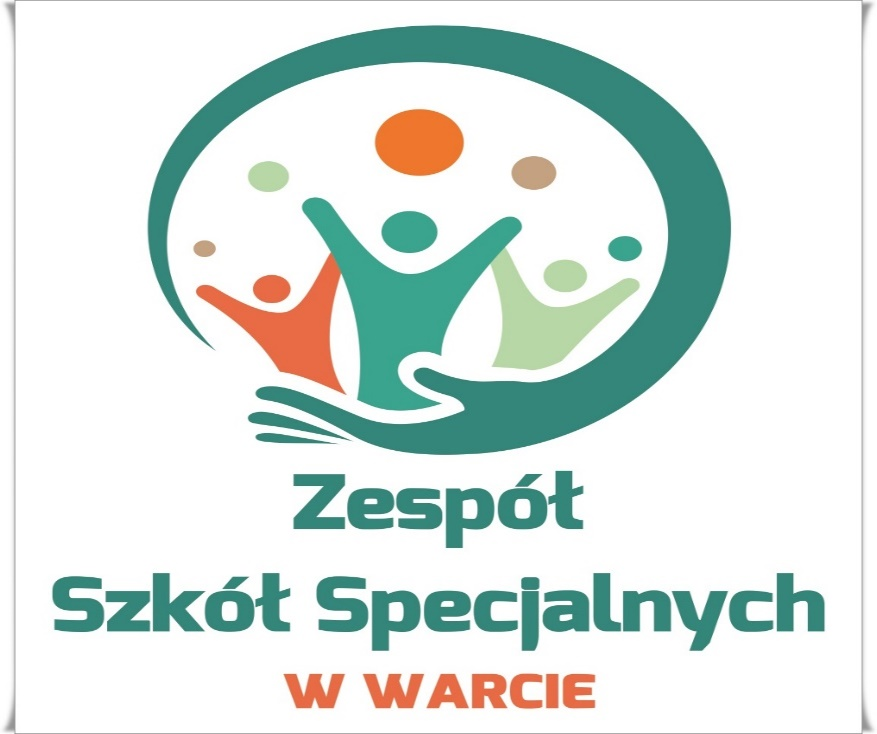 Zespół
Szkół Specjalnych
W WARCIE